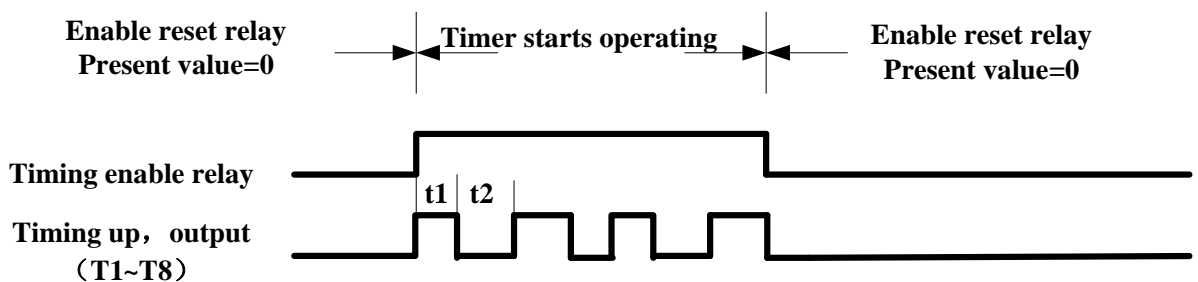 Enable reset relay
Present value=0
Timer starts operating
Enable reset relay
Present value=0
Timing enable relay
t1
t2
Timing up，output
（T1~T8）